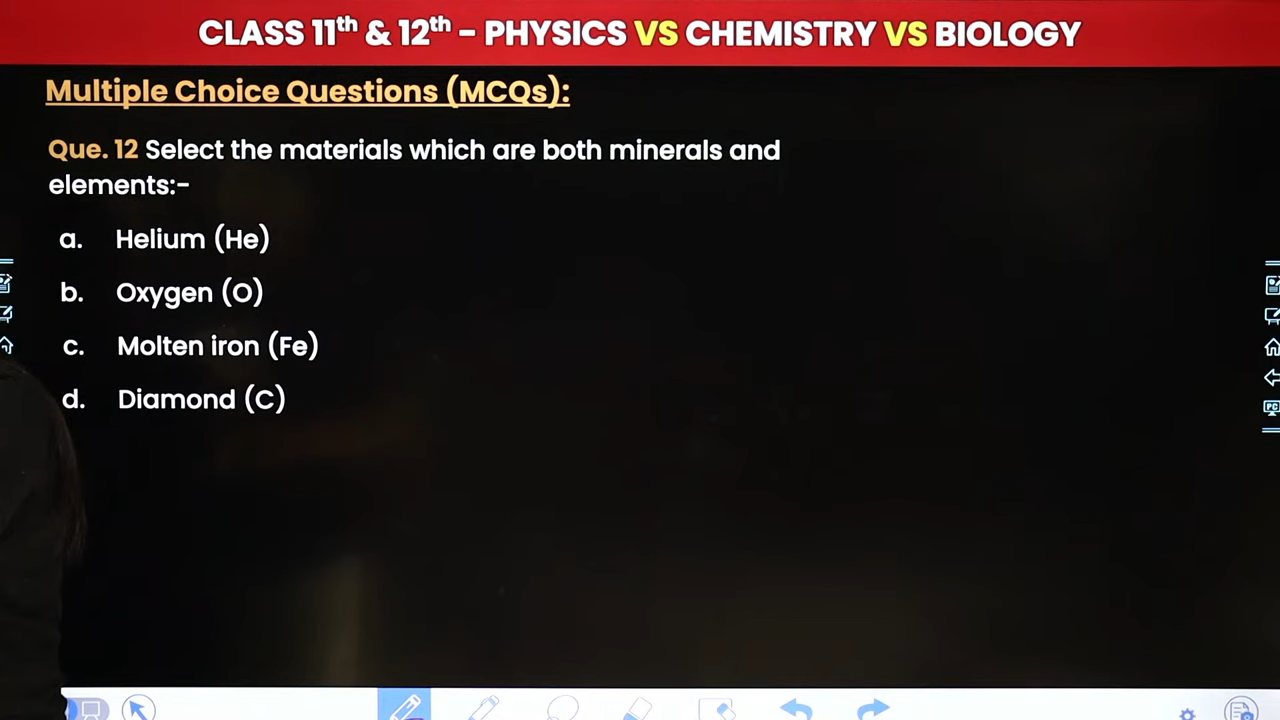 CLASS 11th & 12th – PHYSICS VS CHEMISTRY VS BIOLOGY
Multiple Choice Questions (MCQs):
Que. 12 Select the materials which are both minerals and
elements:-
a. Helium (He)
b. Oxygen (O)
c. Molten iron (Fe)
d. Diamond (C)
PC